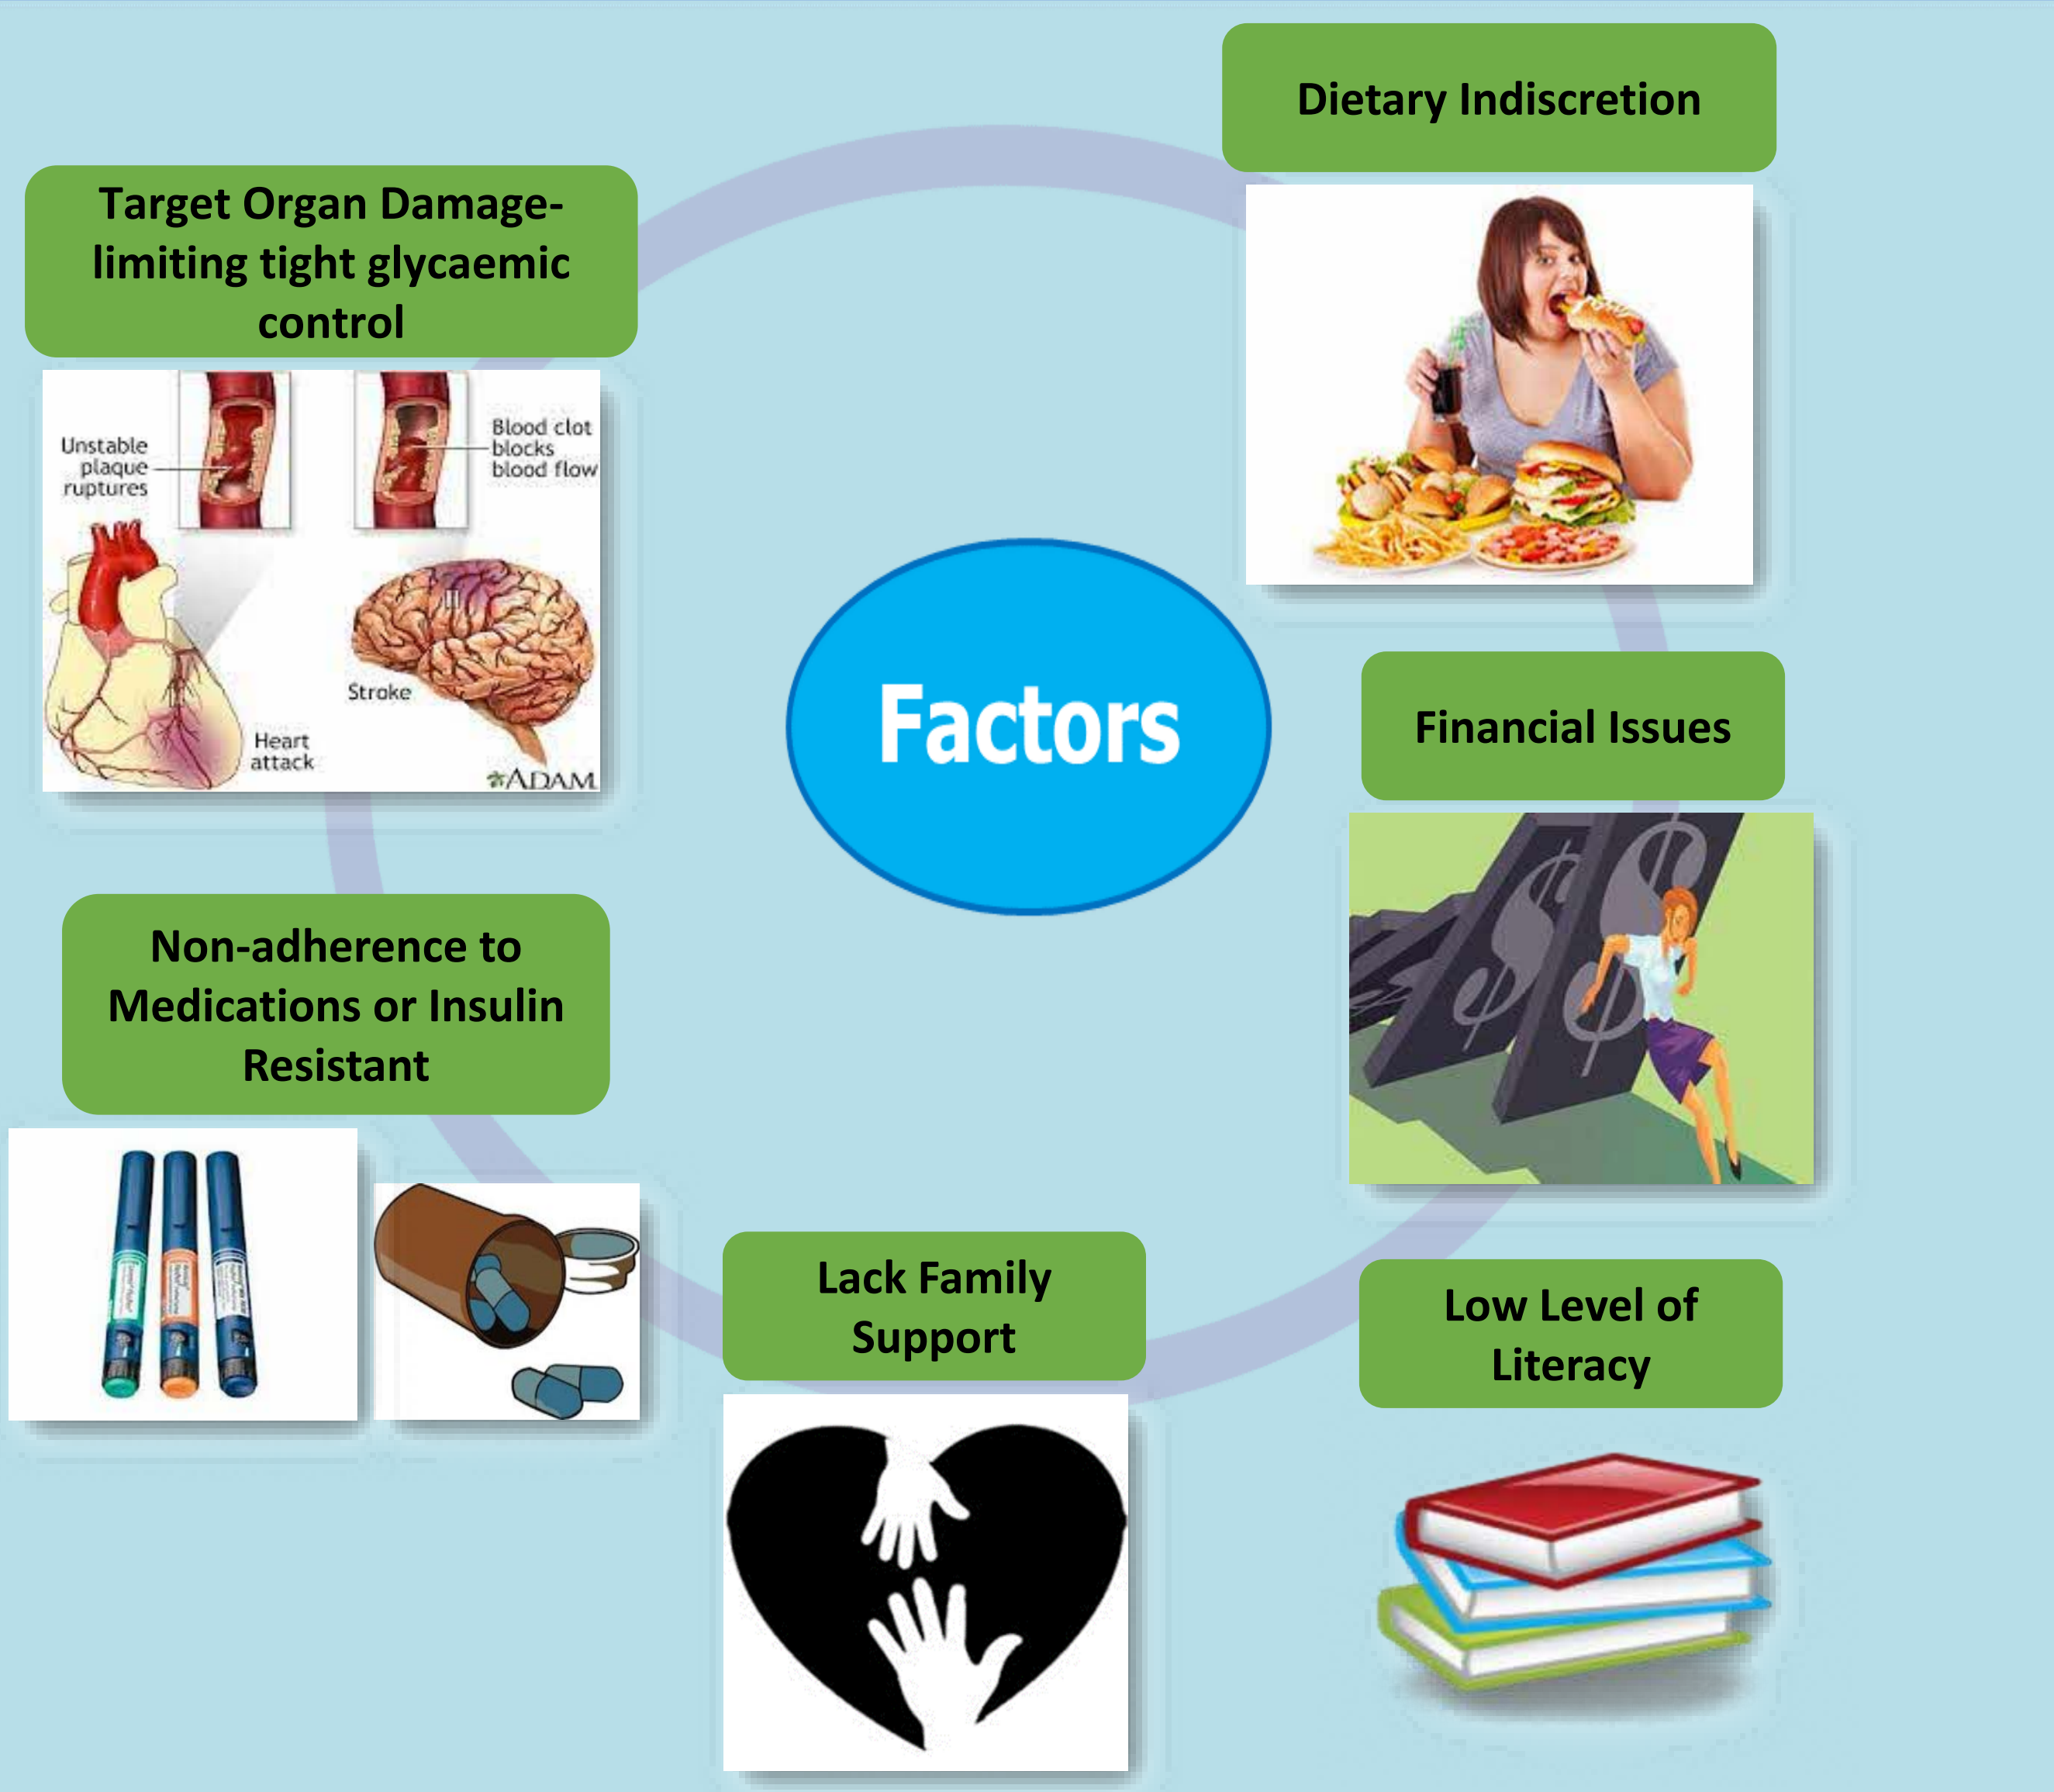 Dietary Indiscretion
Target Organ Damage-
limiting tight glycaemic
control
Unstable
plaque
ruptures
Blood clot
blocks
blood flow
Stroke
Heart
attack
ADAM
Factors
Financial Issues
$
$
Non-adherence to
Medications or Insulin
Resistant
Lack Family
Support
Low Level of
Literacy